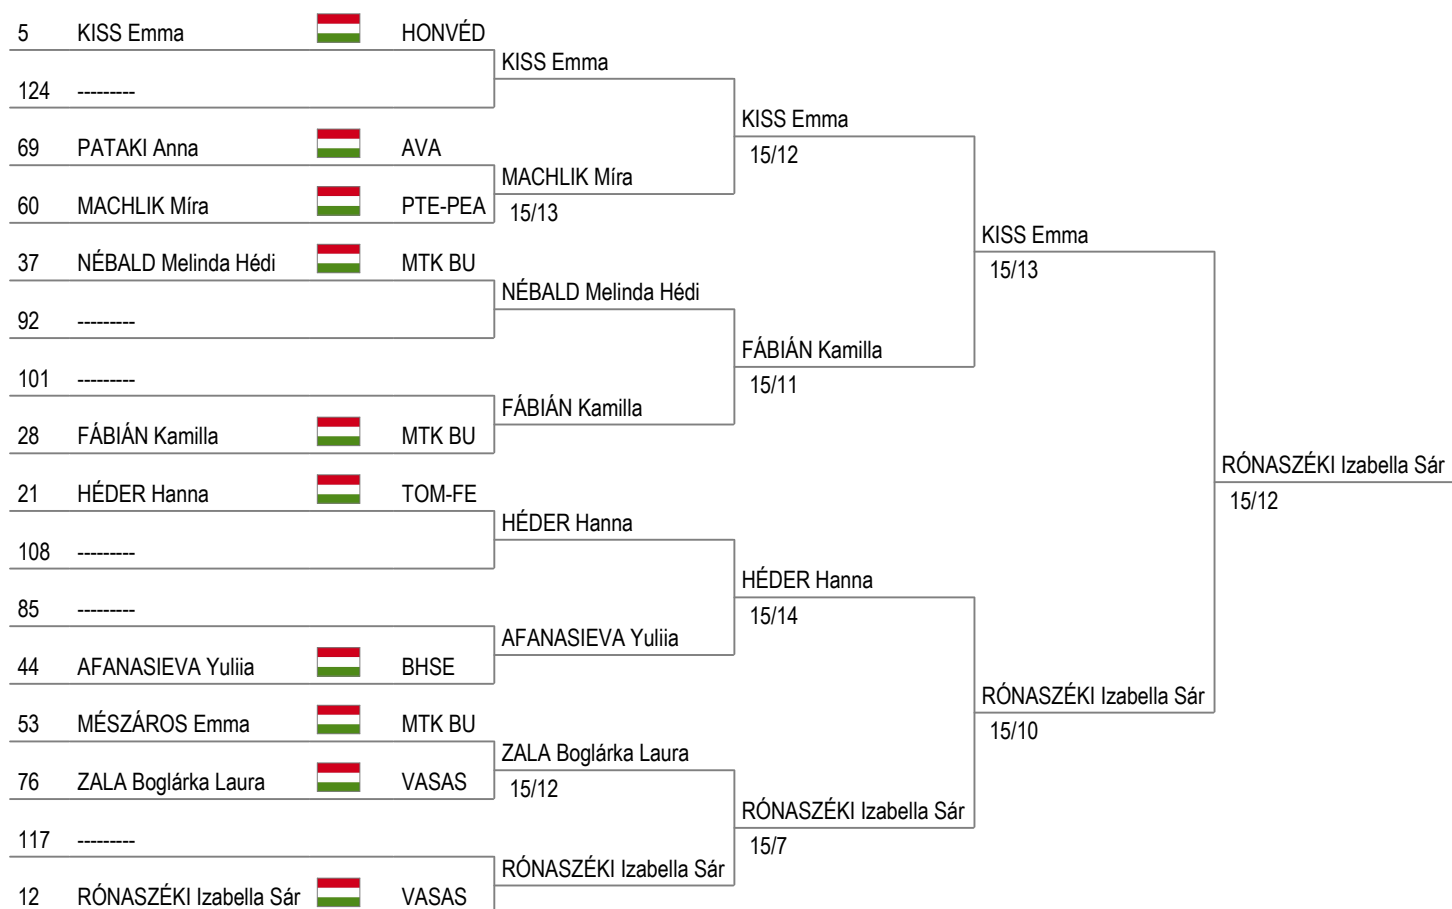 5 KISS Emma HONVÉD
124 ---------
69 PATAKI Anna AVA
60 MACHLIK Míra PTE-PEA
37 NÉBALD Melinda Hédi MTK BU
92 ---------
101 ---------
28 FÁBIÁN Kamilla MTK BU
21 HÉDER Hanna TOM-FE
108 ---------
85 ---------
44 AFANASIEVA Yuliia BHSE
53 MÉSZÁROS Emma MTK BU
76 ZALA Boglárka Laura VASAS
117 ---------
12 RÓNASZÉKI Izabella Sár VASAS
KISS Emma
MACHLIK Míra
15/13
NÉBALD Melinda Hédi
FÁBIÁN Kamilla
HÉDER Hanna
AFANASIEVA Yuliia
ZALA Boglárka Laura
15/12
RÓNASZÉKI Izabella Sár
KISS Emma
15/12
FÁBIÁN Kamilla
15/11
HÉDER Hanna
15/14
RÓNASZÉKI Izabella Sár
15/7
KISS Emma
15/13
RÓNASZÉKI Izabella Sár
15/10
RÓNASZÉKI Izabella Sár
15/12